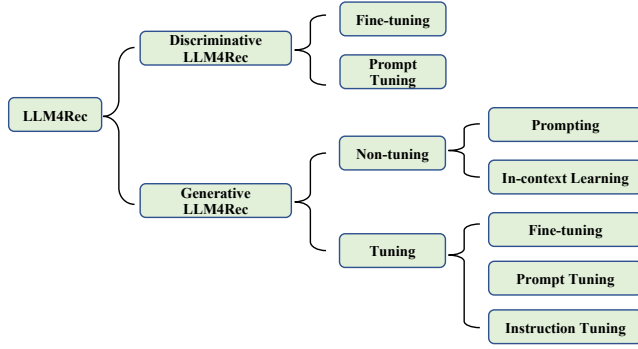 LLM4Rec
Discriminative
LLM4Rec
Fine-tuning
Prompt
Tuning
Generative
LLM4Rec
Non-tuning
Prompting
In-context Learning
Tuning
Fine-tuning
Prompt Tuning
Instruction Tuning